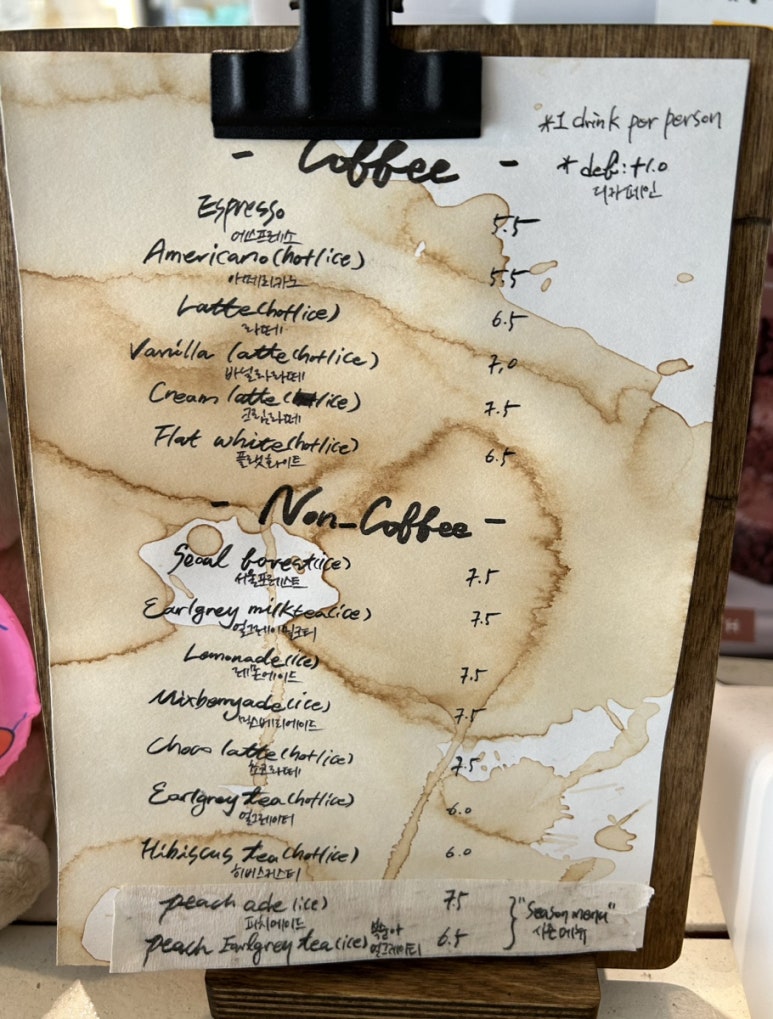 *1 drink per person
- Coffee -
*def: +1.0
디카페인
Espresso 5.5
에스프레소
Americano(hot/ice) 5.5
아메리카노
Latte(hot/ice) 6.5
라떼
Vanilla latte(hot/ice) 7.0
바닐라라떼
Cream latte(/ice) 7.5
크림라떼
Flat white(hot/ice) 6.5
플랫화이트
- Non-Coffee -
Seoul forest(ice) 7.5
서울포레스트
Earlgrey milktea(ice) 7.5
얼그레이밀크티
Lemonade(ice) 7.5
레몬에이드
Mixberryade(ice) 7.5
믹스베리에이드
Choco latte(hot/ice) 7.5
초코라떼
Earlgrey tea(hot/ice) 6.0
얼그레이티
Hibiscus tea(hot/ice) 6.0
히비스커스티
peach ade(ice) 7.5
피치에이드
"Season menu"
시즌메뉴
peach Earlgrey tea(ice) 복숭아 6.5
얼그레이티
H